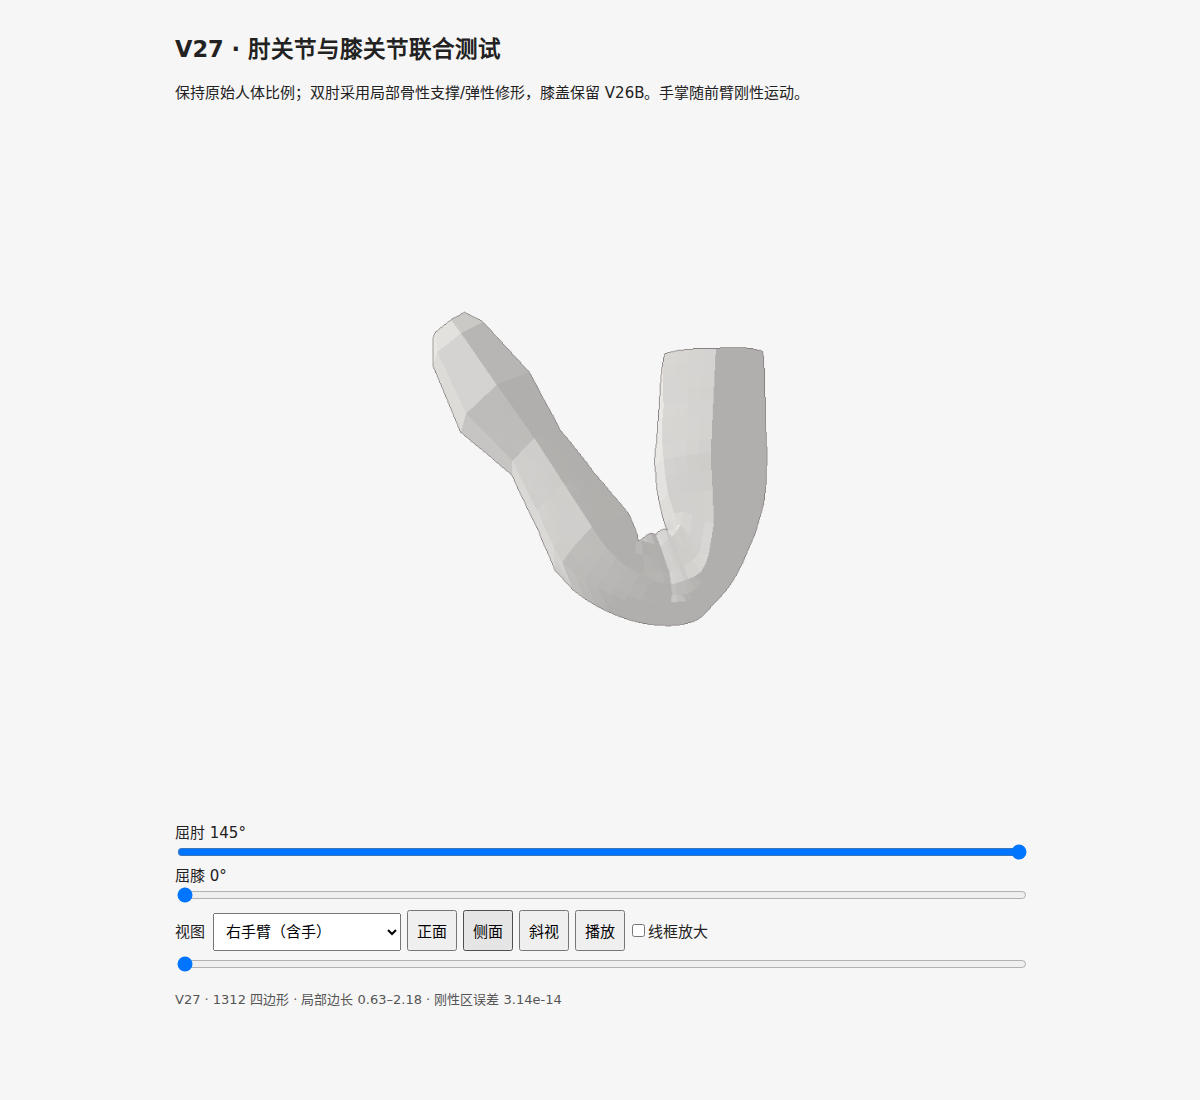 V27 · 肘关节与膝关节联合测试
保持原始人体比例；双肘采用局部骨性支撑/弹性修形，膝盖保留 V26B。手掌随前臂刚性运动。
屈肘 145°
屈膝 0°
视图 右手臂（含手） 正面 侧面 斜视 播放 线框放大
V27 · 1312 四边形 · 局部边长 0.63–2.18 · 刚性区误差 3.14e-14